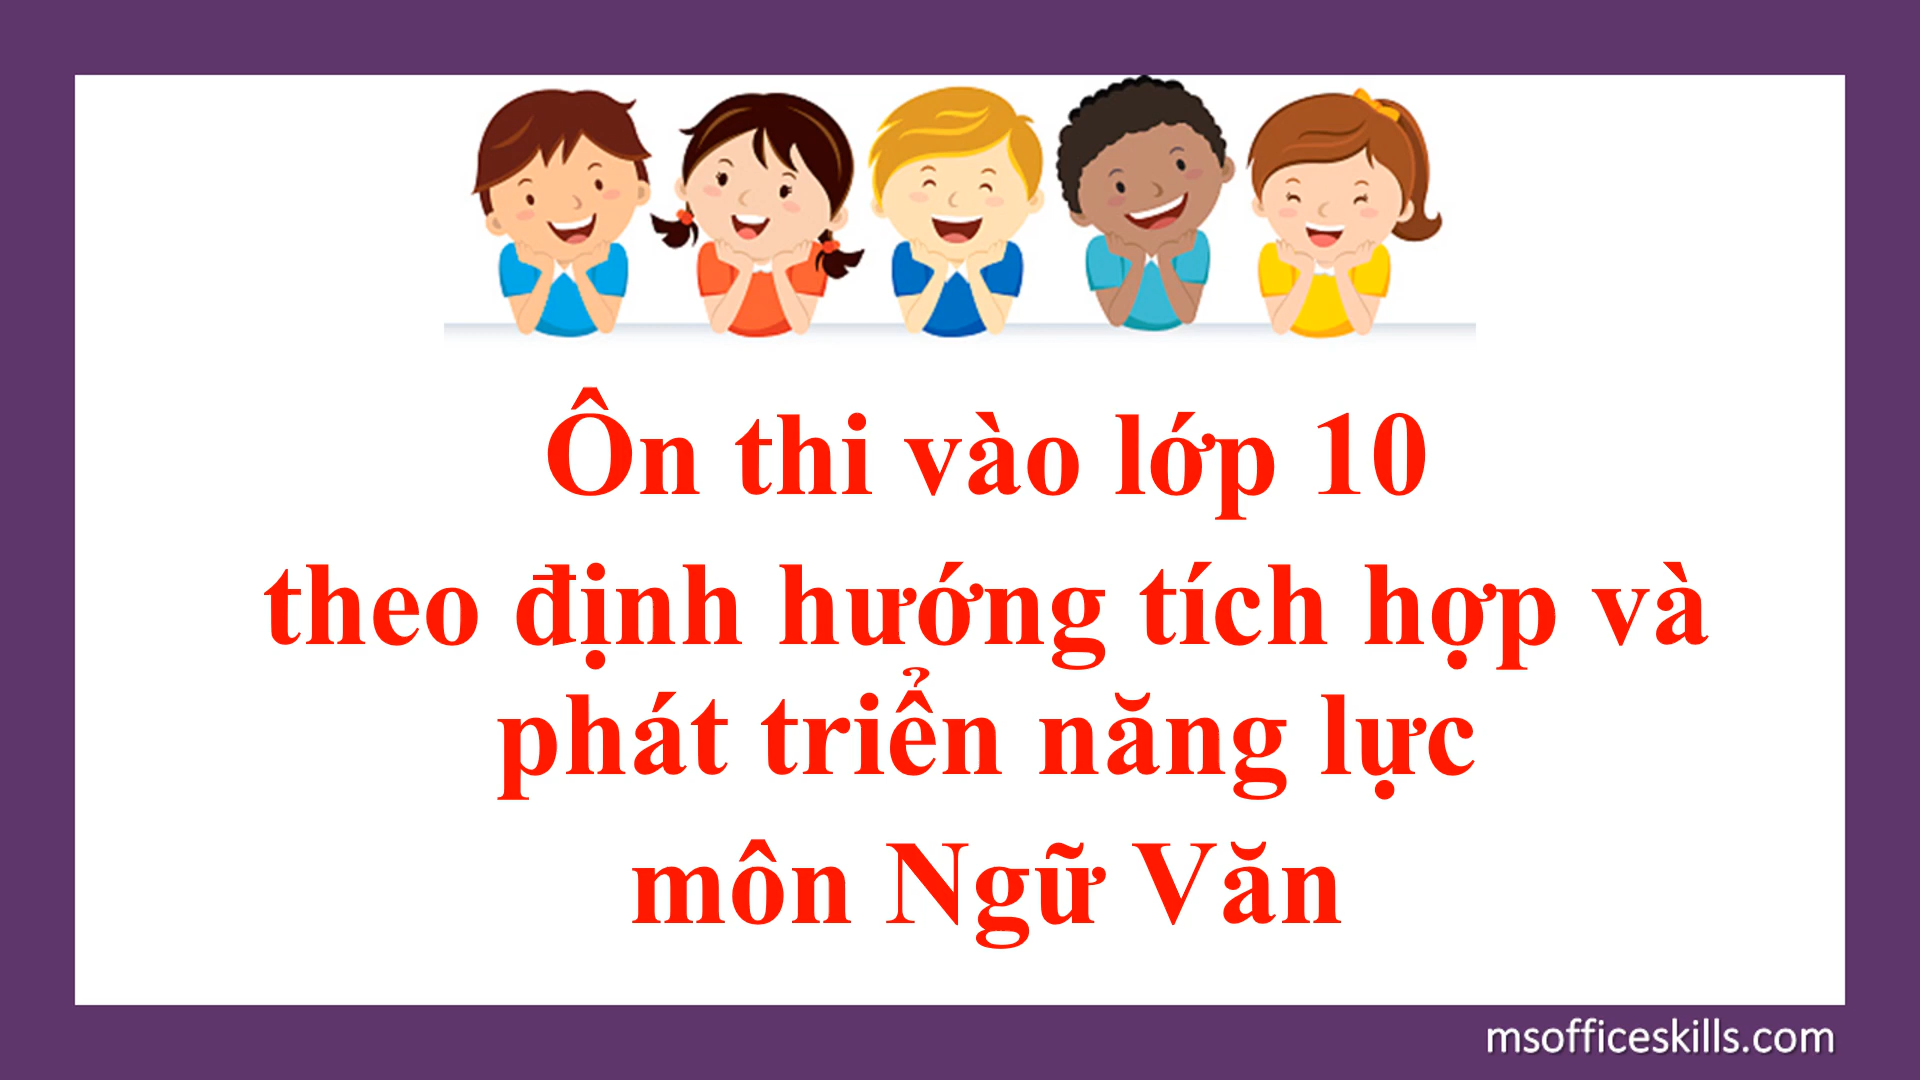 Ôn thi vào lớp 10
theo định hướng tích hợp và
phát triển năng lực
môn Ngữ Văn
msofficeskills.com